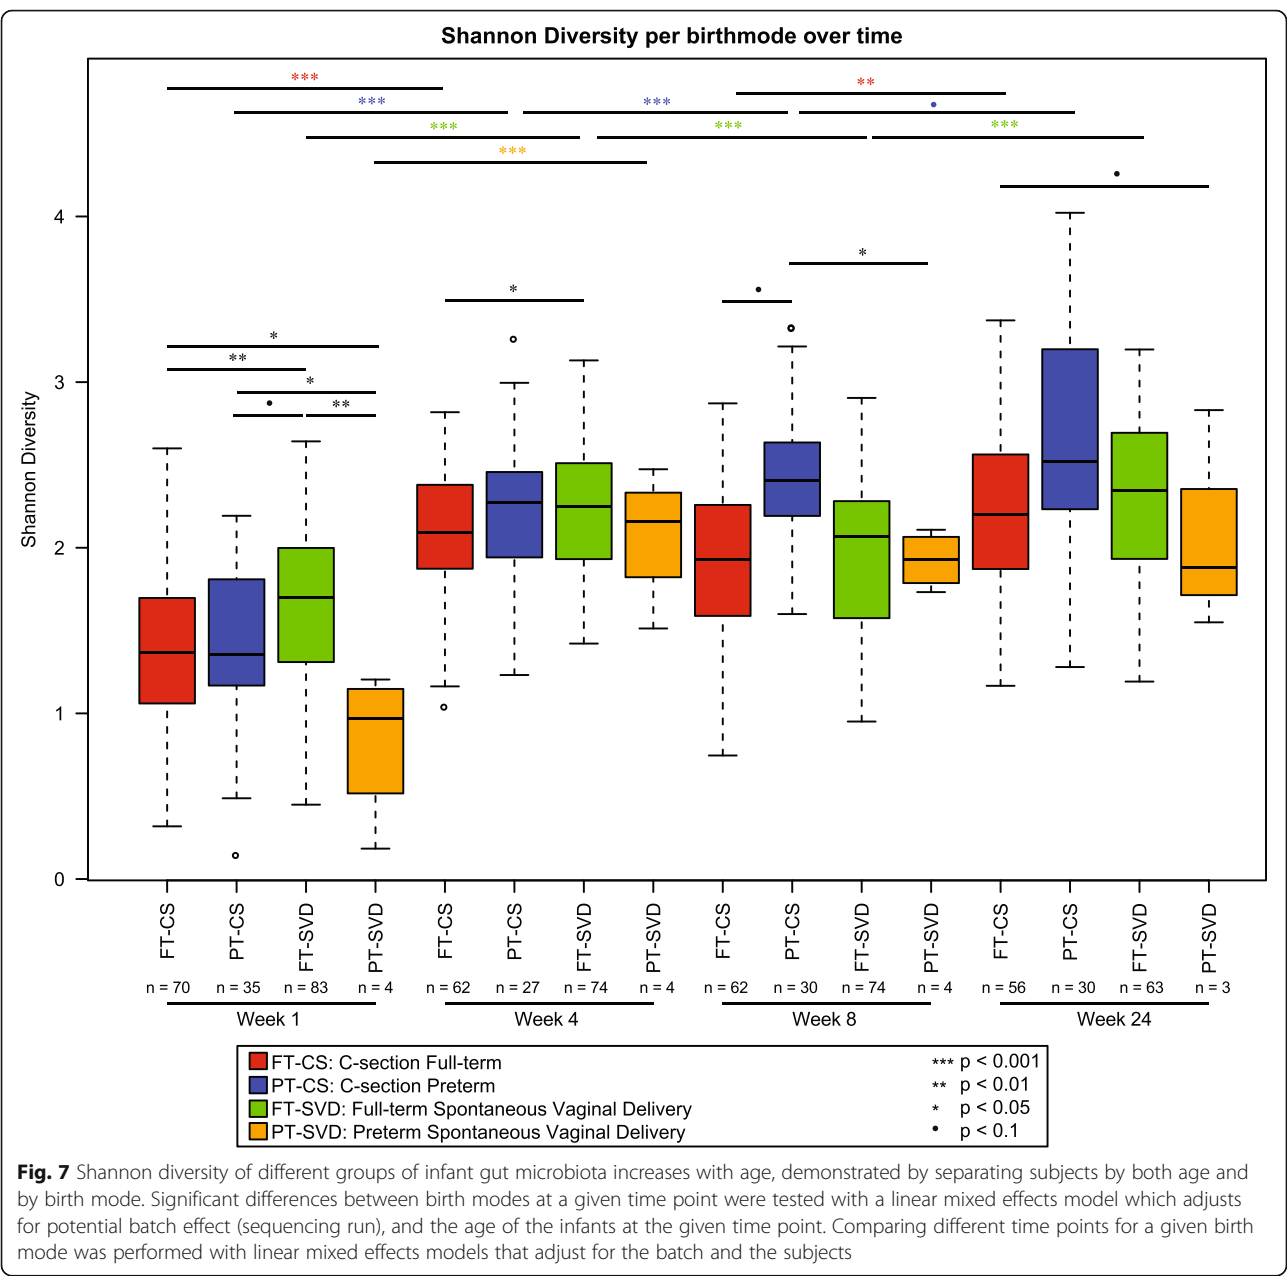 Shannon Diversity per birthmode over time
***
**
***
***
•
***
***
***
***
•
*
•
*
*
**
*
•
**
Shannon Diversity
4
3
2
1
0
FT-CS PT-CS FT-SVD PT-SVD FT-CS PT-CS FT-SVD PT-SVD FT-CS PT-CS FT-SVD PT-SVD FT-CS PT-CS FT-SVD PT-SVD
n = 70 n = 35 n = 83 n = 4 n = 62 n = 27 n = 74 n = 4 n = 62 n = 30 n = 74 n = 4 n = 56 n = 30 n = 63 n = 3
Week 1 Week 4 Week 8 Week 24
FT-CS: C-section Full-term *** p < 0.001
PT-CS: C-section Preterm ** p < 0.01
FT-SVD: Full-term Spontaneous Vaginal Delivery * p < 0.05
PT-SVD: Preterm Spontaneous Vaginal Delivery • p < 0.1
Fig. 7 Shannon diversity of different groups of infant gut microbiota increases with age, demonstrated by separating subjects by both age and
by birth mode. Significant differences between birth modes at a given time point were tested with a linear mixed effects model which adjusts
for potential batch effect (sequencing run), and the age of the infants at the given time point. Comparing different time points for a given birth
mode was performed with linear mixed effects models that adjust for the batch and the subjects